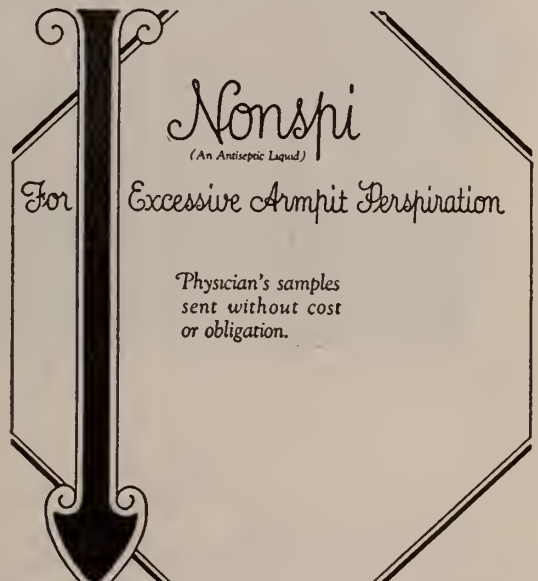 Nonspi
(An Antiseptic Liquid)
For Excessive Armpit Perspiration
Physician's samples
sent without cost
or obligation.